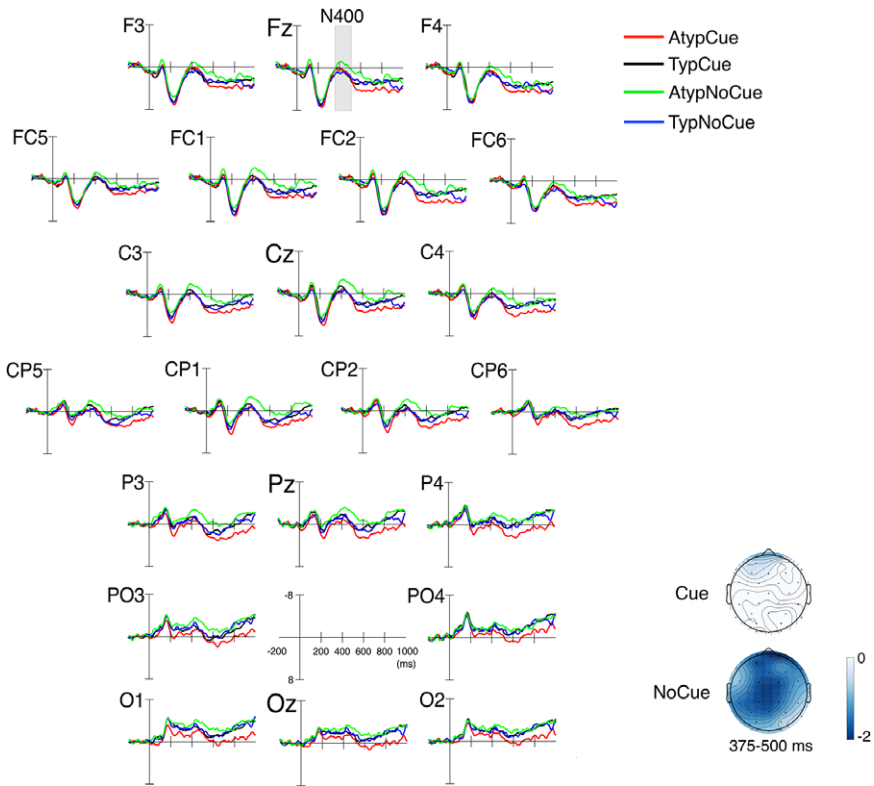 F3
Fz
N400
F4
AtypCue
TypCue
AtypNoCue
TypNoCue
FC5
FC1
FC2
FC6
C3
Cz
C4
CP5
CP1
CP2
CP6
P3
Pz
P4
PO3
-8
PO4
-200
200
400
600
800
1000
(ms)
8
O1
Oz
O2
Cue
NoCue
0
-2
375-500 ms